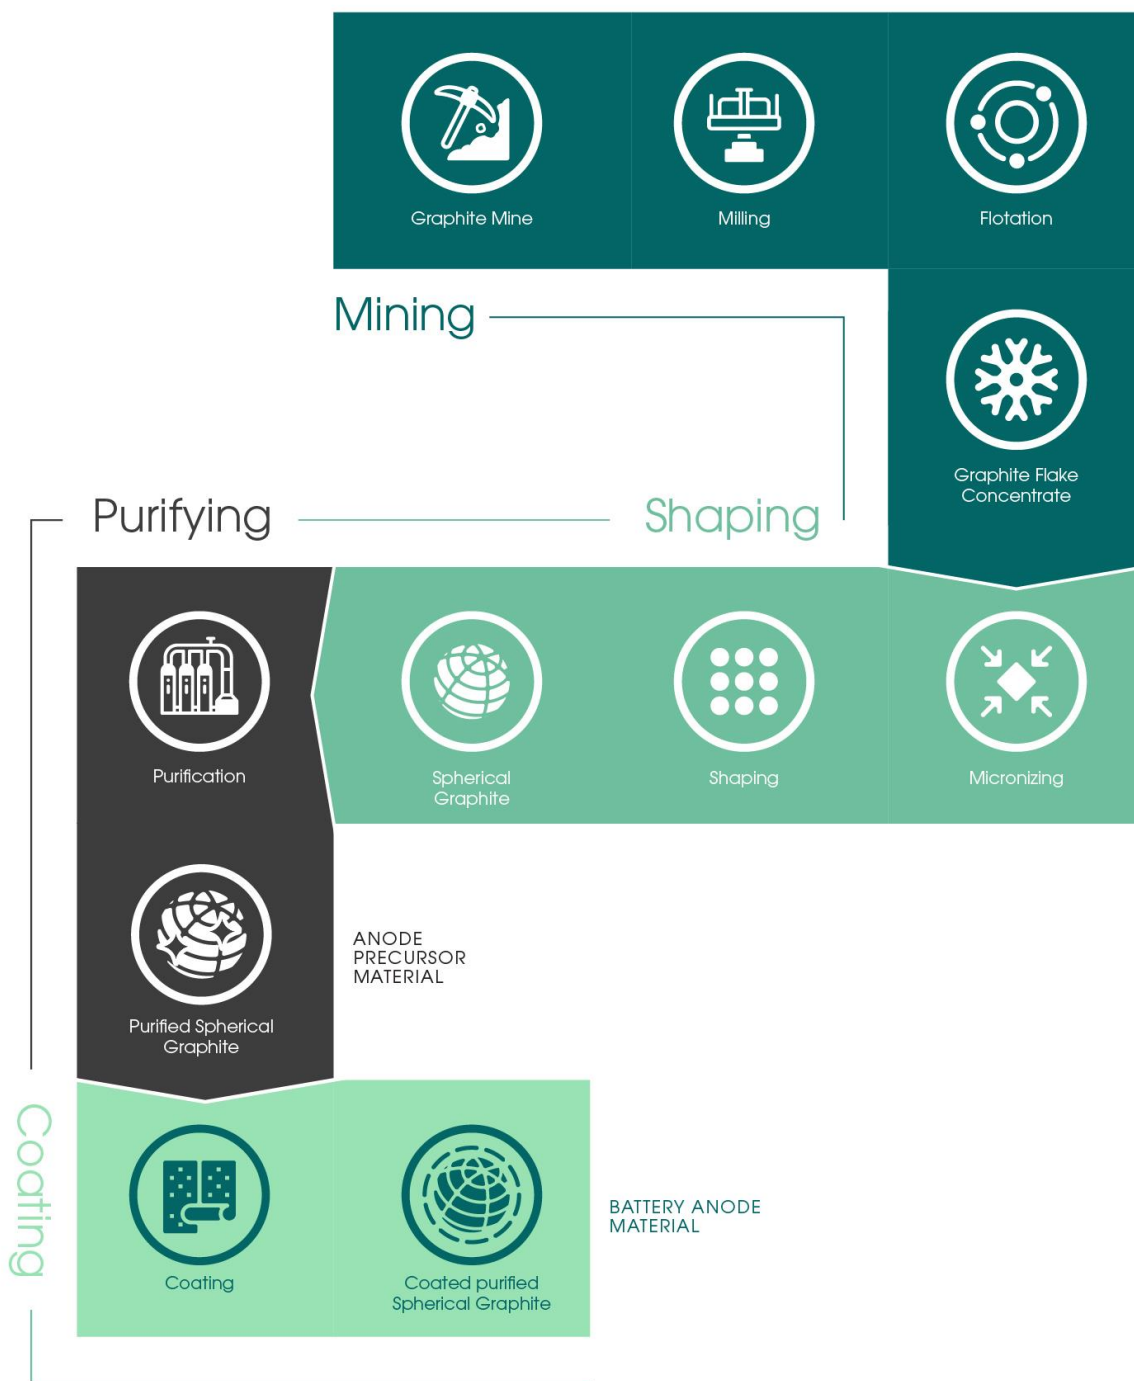 Graphite Mine
Milling
Flotation
Mining
Graphite Flake
Concentrate
Purifying
Shaping
Purification
Spherical
Graphite
Shaping
Micronizing
Purified Spherical
Graphite
ANODE
PRECURSOR
MATERIAL
Coating
Coating
Coated purified
Spherical Graphite
BATTERY ANODE
MATERIAL